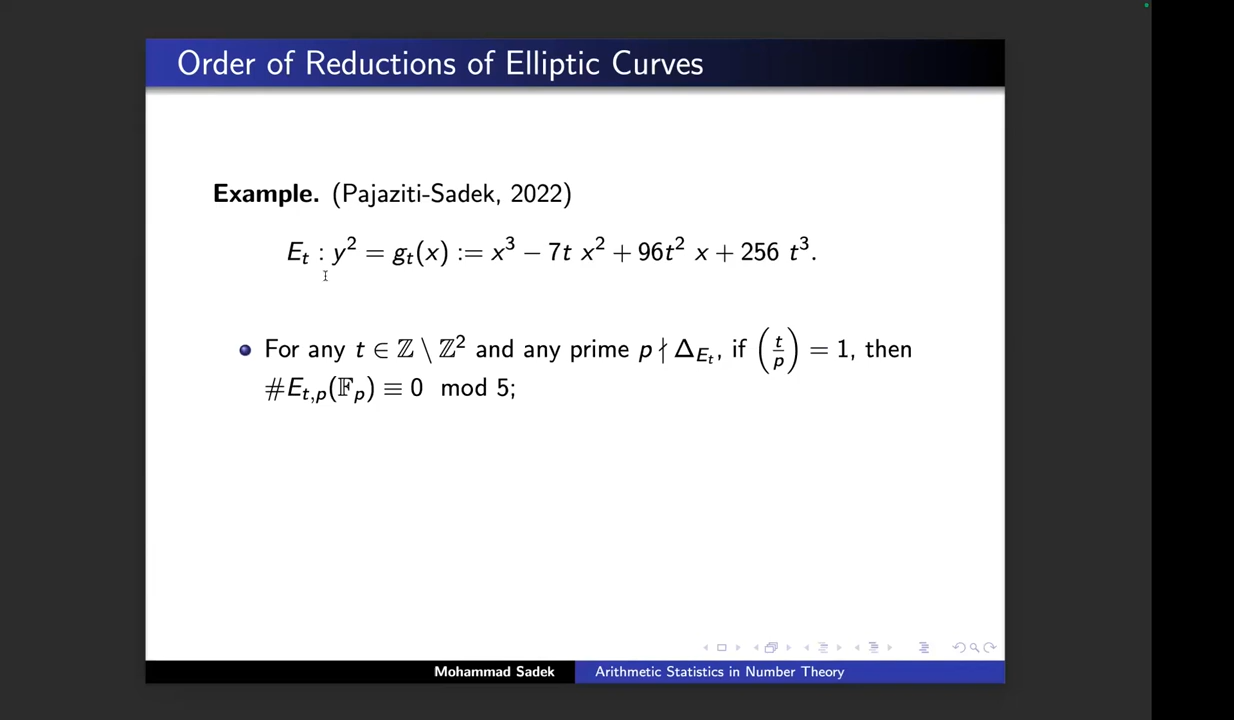 Order of Reductions of Elliptic Curves
Example. (Pajaziti-Sadek, 2022)
E_t : y² = g_t(x) := x³ − 7t x² + 96t² x + 256 t³.
For any t ∈ ℤ \ ℤ² and any prime p ∤ Δ_{E_t}, if (t/p) = 1, then
#E_{t,p}(𝔽_p) ≡ 0 mod 5;
Mohammad Sadek
Arithmetic Statistics in Number Theory